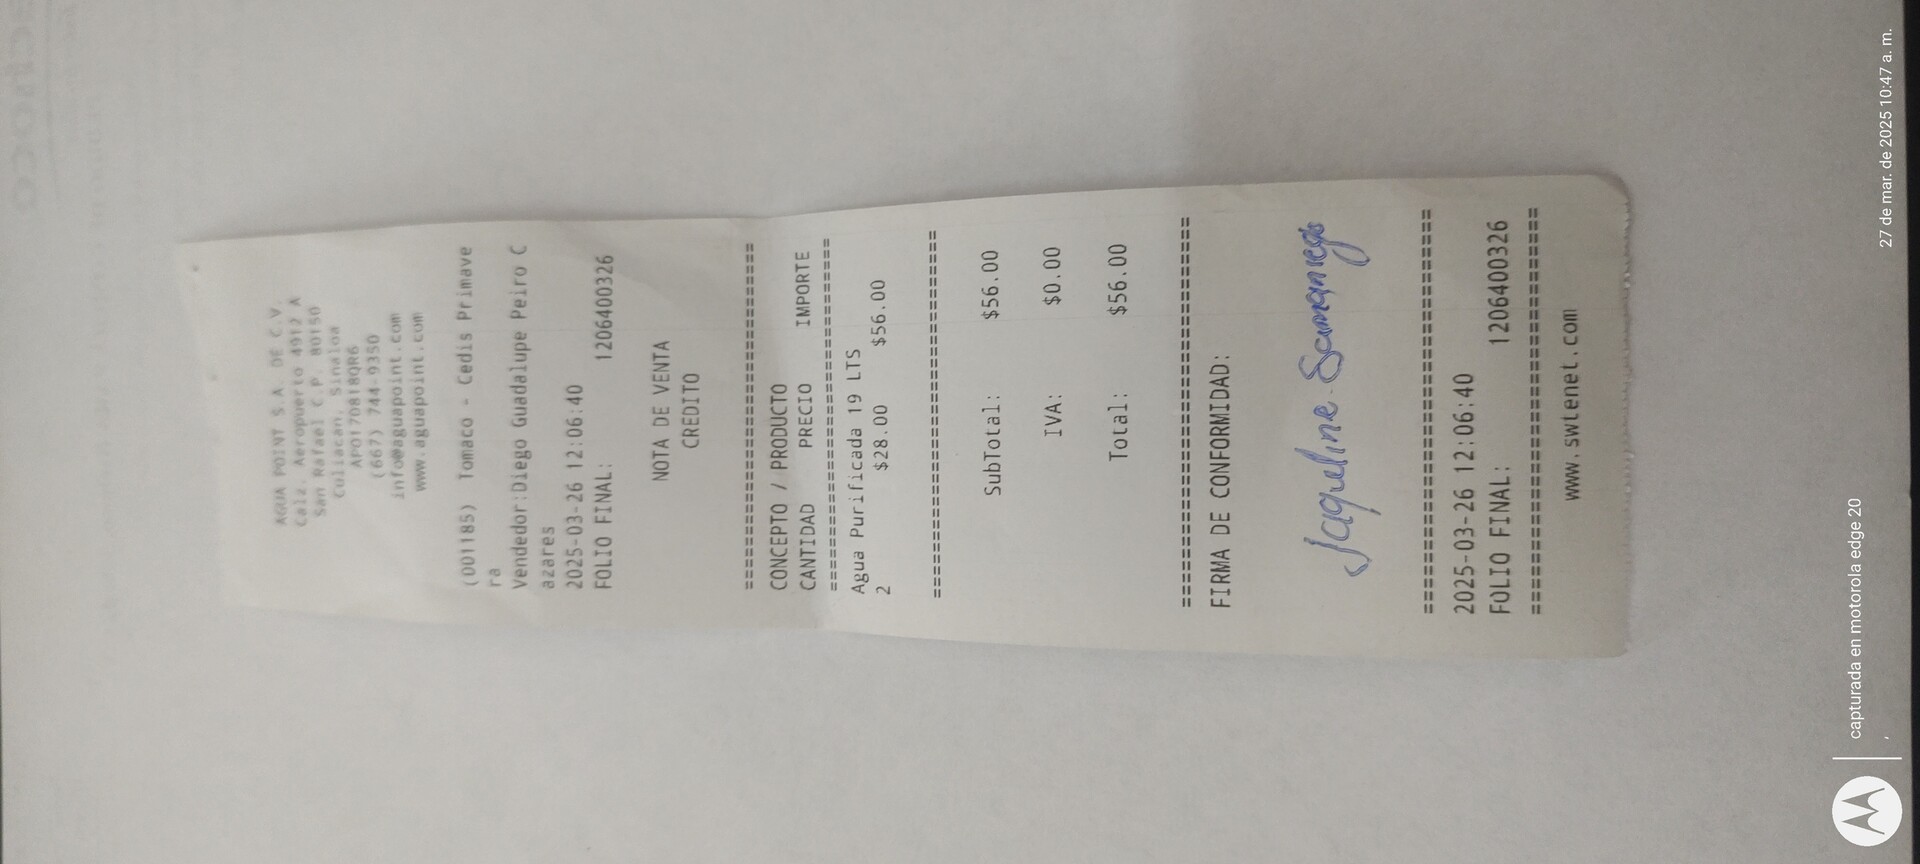 AGUA POINT S.A. DE C.V.
Calz. Aeropuerto 4912 A
San Rafael C.P. 80150
Culiacan, Sinaloa
APO170818QR6
(667) 744-9350
info@aguapoint.com
www.aguapoint.com
(001185) Tomaco - Cedis Primave
ra
Vendedor:Diego Guadalupe Peiro C
azares
2025-03-26 12:06:40
FOLIO FINAL: 1206400326
NOTA DE VENTA
CREDITO
================================
CONCEPTO / PRODUCTO
CANTIDAD PRECIO IMPORTE
================================
Agua Purificada 19 LTS
2 $28.00 $56.00
================================
SubTotal: $56.00
IVA: $0.00
Total: $56.00
================================
FIRMA DE CONFORMIDAD:
Jaqueline Samaniego
================================
2025-03-26 12:06:40
FOLIO FINAL: 1206400326
================================
www.swtenet.com
capturada en motorola edge 20
27 de mar. de 2025 10:47 a. m.